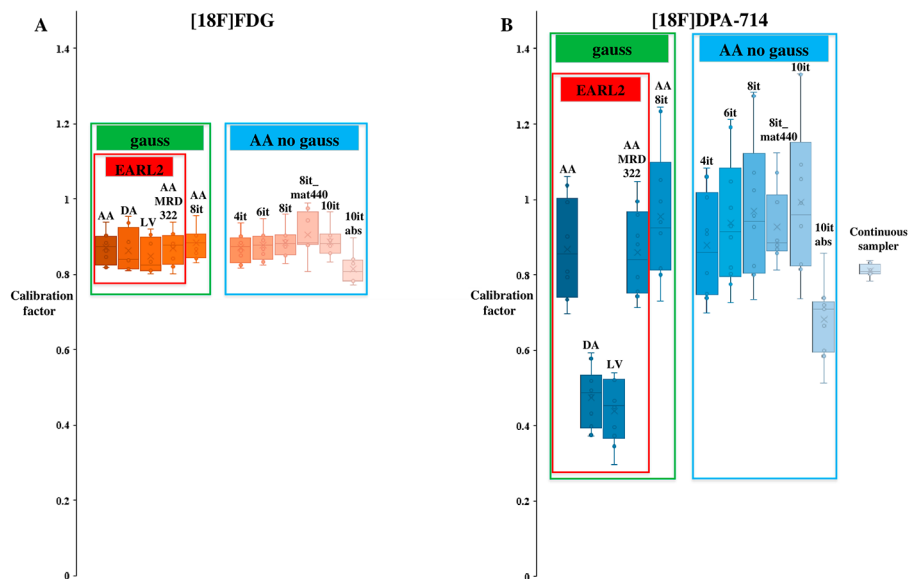 A
[18F]FDG
1.4
1.2
1
0.8
0.6
0.4
0.2
0
Calibration
factor
gauss
EARL2
AA
DA
LV
AA
MRD
322
AA
8it
AA no gauss
4it
6it
8it
8it_
mat440
10it
10it
abs
B
[18F]DPA-714
1.4
1.2
1
0.8
0.6
0.4
0.2
0
Calibration
factor
gauss
EARL2
AA
DA
LV
AA
MRD
322
AA
8it
AA no gauss
4it
6it
8it
8it_
mat440
10it
10it
abs
Continuous
sampler